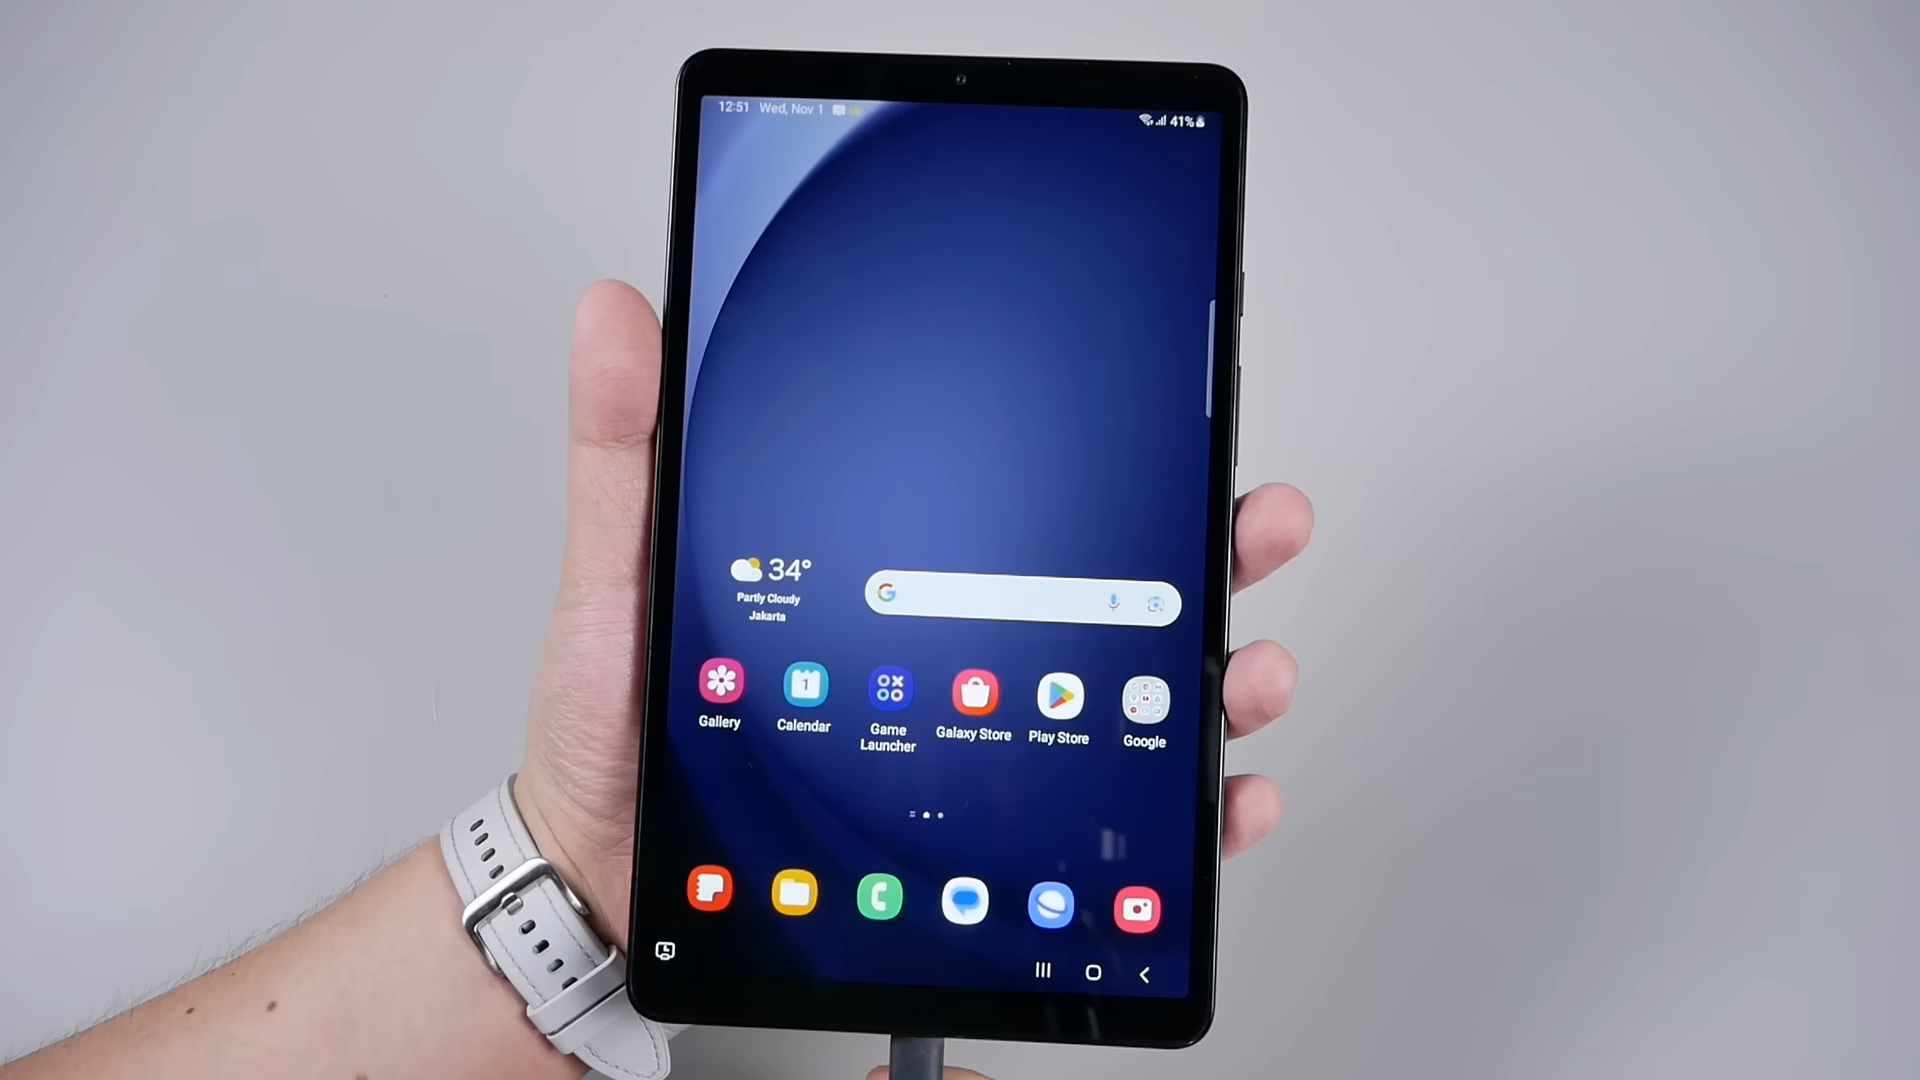 12:51 Wed, Nov 1
41%
34°
Partly Cloudy
Jakarta
G
1
Gallery
Calendar
Game
Launcher
Galaxy Store
Play Store
Google